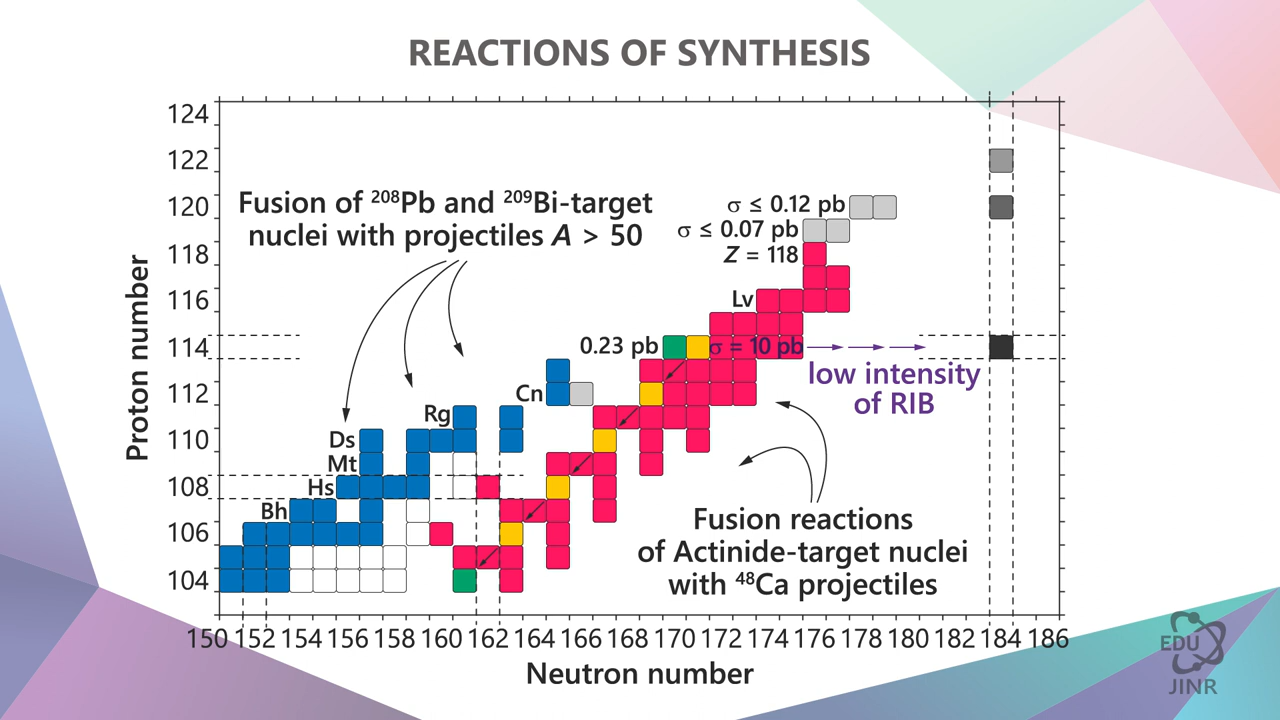 REACTIONS OF SYNTHESIS
124
122
120
118
116
114
112
110
108
106
104
Proton number
Fusion of ²⁰⁸Pb and ²⁰⁹Bi-target
nuclei with projectiles A > 50
σ ≤ 0.12 pb
σ ≤ 0.07 pb
Z = 118
Lv
0.23 pb
σ = 10 pb
low intensity
of RIB
Cn
Rg
Ds
Mt
Hs
Bh
Fusion reactions
of Actinide-target nuclei
with ⁴⁸Ca projectiles
150 152 154 156 158 160 162 164 166 168 170 172 174 176 178 180 182 184 186
Neutron number
EDU
JINR